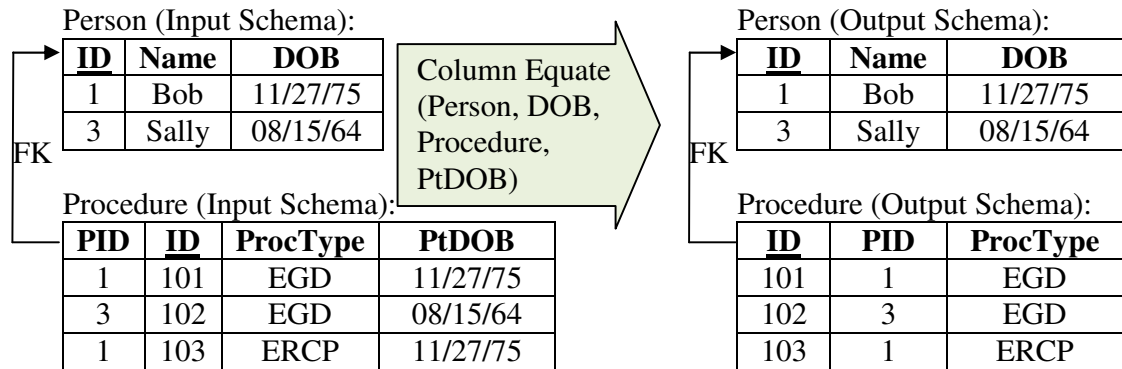 Person (Input Schema):
ID Name DOB
1 Bob 11/27/75
3 Sally 08/15/64
FK
Procedure (Input Schema):
PID ID ProcType PtDOB
1 101 EGD 11/27/75
3 102 EGD 08/15/64
1 103 ERCP 11/27/75
Column Equate
(Person, DOB,
Procedure,
PtDOB)
Person (Output Schema):
ID Name DOB
1 Bob 11/27/75
3 Sally 08/15/64
FK
Procedure (Output Schema):
ID PID ProcType
101 1 EGD
102 3 EGD
103 1 ERCP